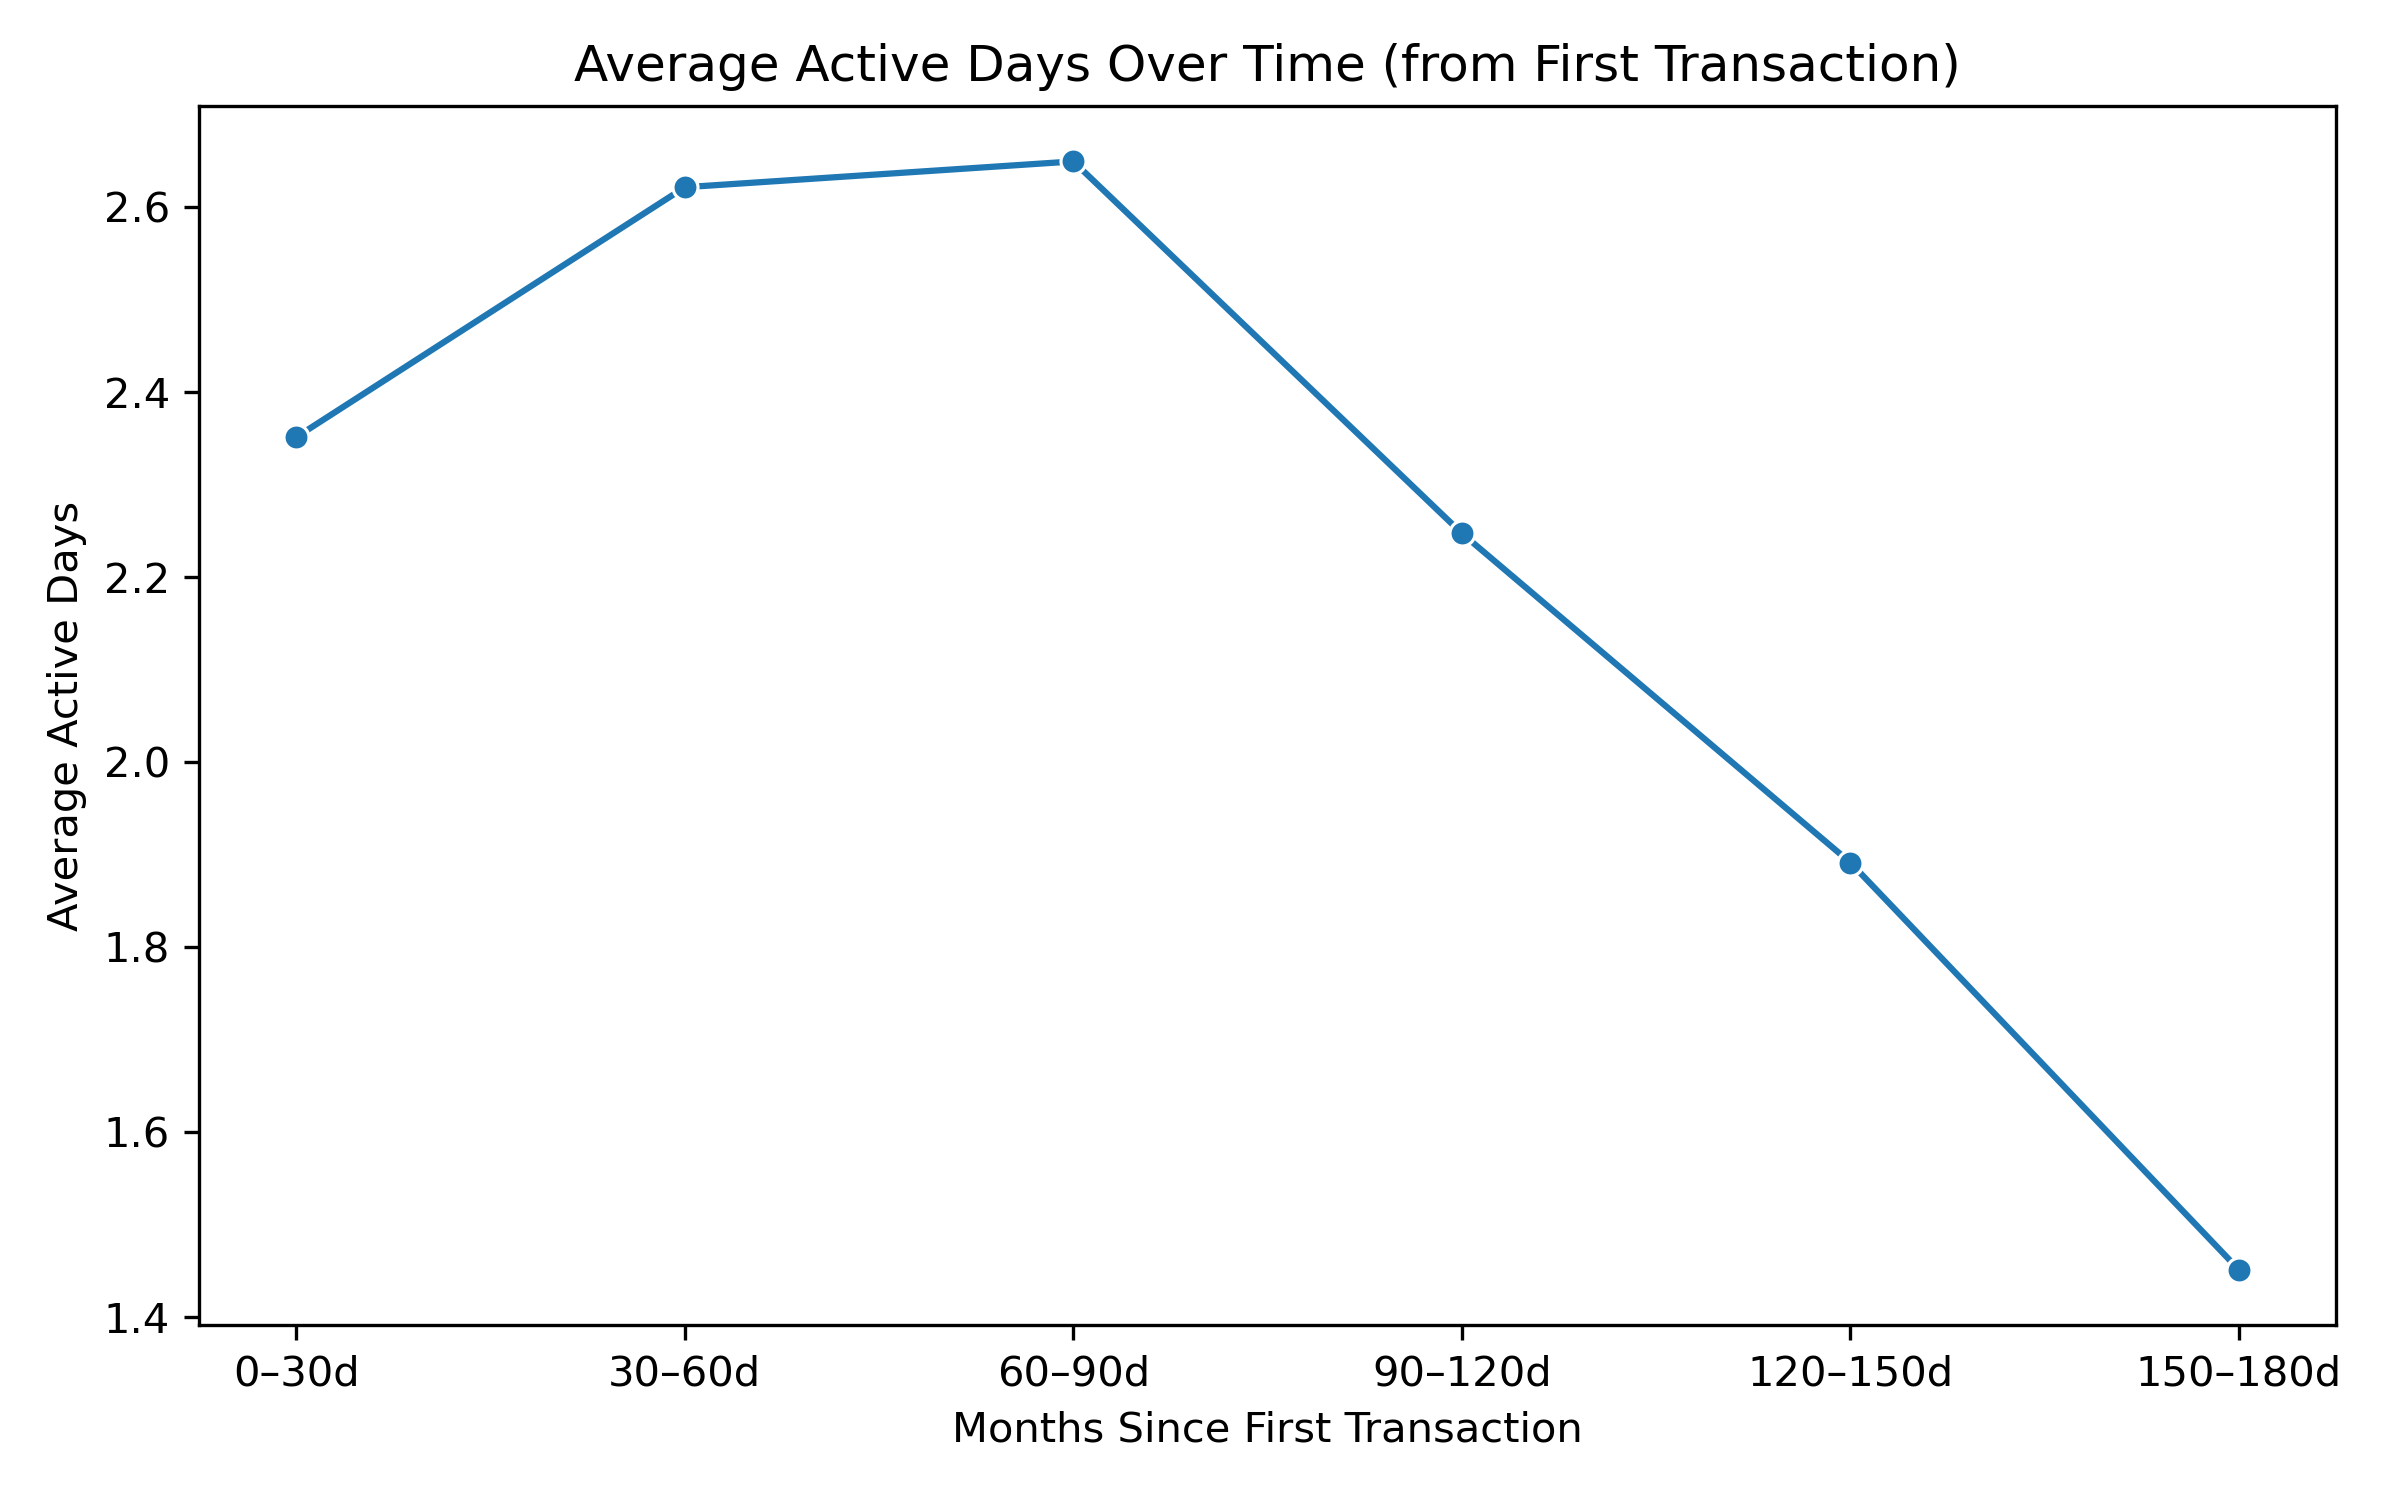 Average Active Days Over Time (from First Transaction)
Average Active Days
2.6
2.4
2.2
2.0
1.8
1.6
1.4
0–30d 30–60d 60–90d 90–120d 120–150d 150–180d
Months Since First Transaction